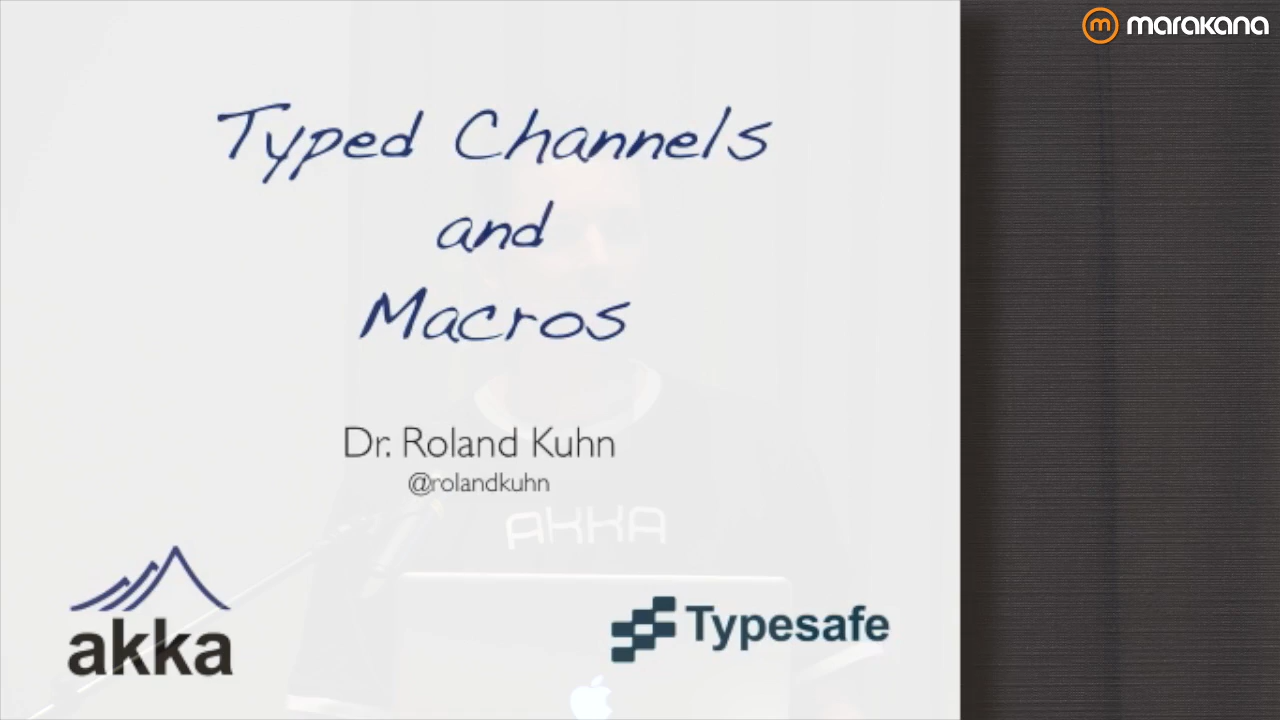 marakana
Typed Channels
and
Macros
Dr. Roland Kuhn
@rolandkuhn
AKKA
akka
Typesafe